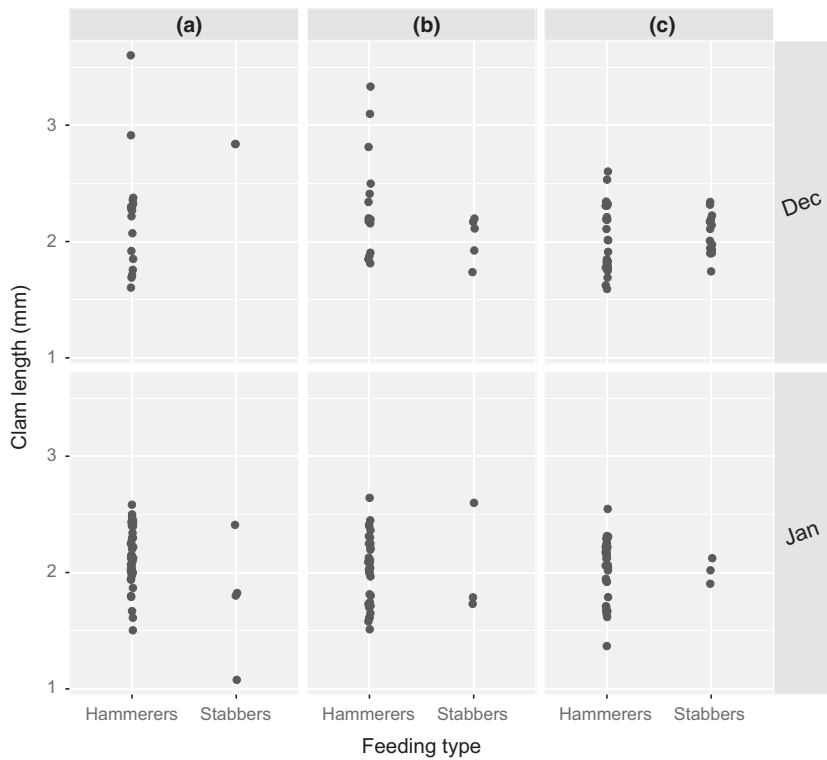 (a) (b) (c)
3
2
1
Dec
3
2
1
Jan
Clam length (mm)
Hammerers Stabbers Hammerers Stabbers Hammerers Stabbers
Feeding type